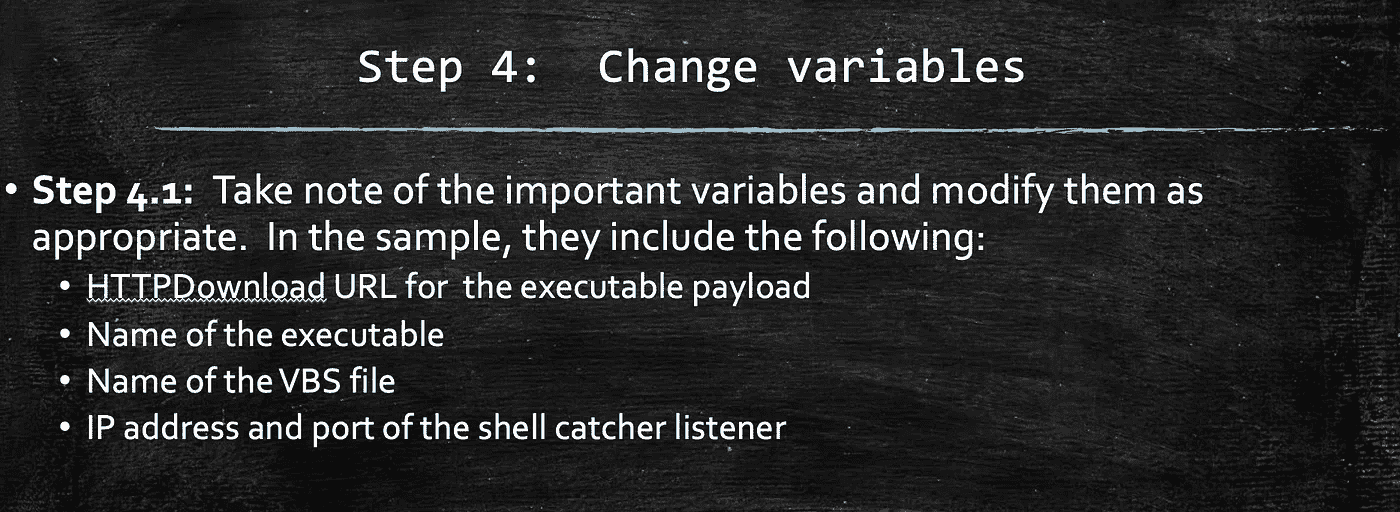 Step 4:  Change variables
• Step 4.1:  Take note of the important variables and modify them as
appropriate.  In the sample, they include the following:
• HTTPDownload URL for  the executable payload
• Name of the executable
• Name of the VBS file
• IP address and port of the shell catcher listener